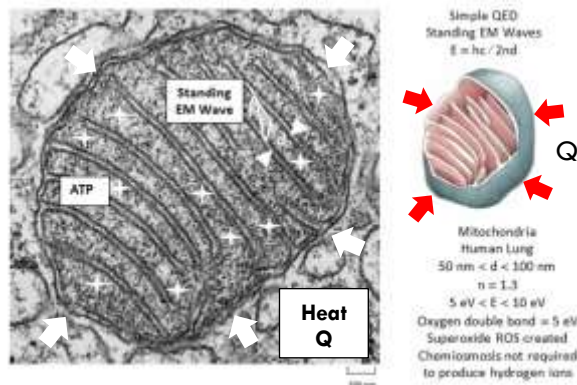 Standing
EM Wave
ATP
Heat
Q
Simple QED
Standing EM Waves
E = hc / 2nd
Q
Mitochondria
Human Lung
50 nm < d < 100 nm
n = 1.3
5 eV < E < 10 eV
Oxygen double bond = 5 eV
Superoxide ROS created
Chemiosmosis not required
to produce hydrogen ions